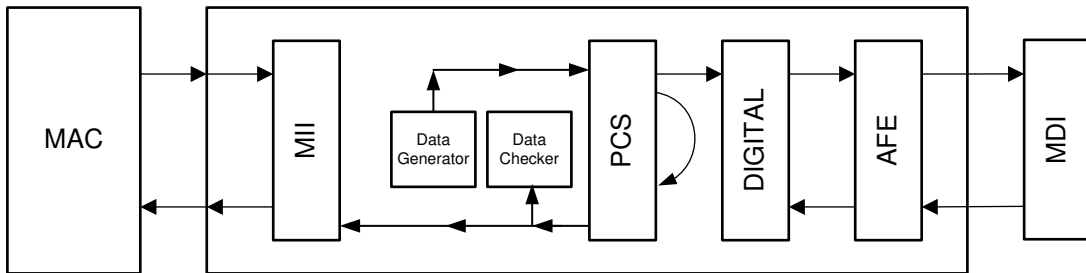 MAC
MII
Data
Generator
Data
Checker
PCS
DIGITAL
AFE
MDI